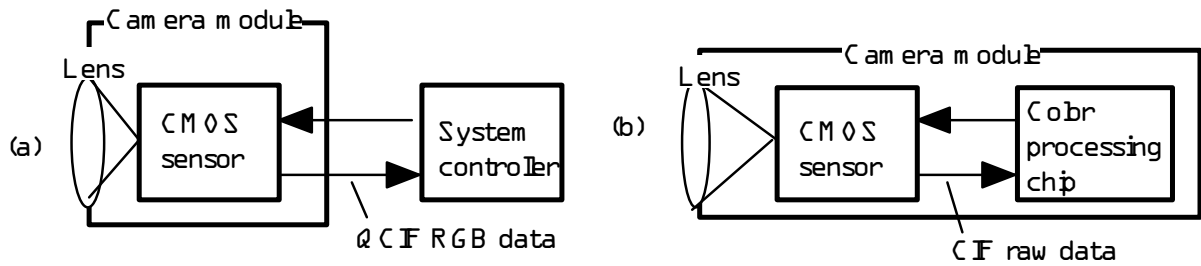 (a)
Camera module
Lens
CMOS
sensor
System
controller
QCIF RGB data
(b)
Camera module
Lens
CMOS
sensor
Color
processing
chip
CIF raw data